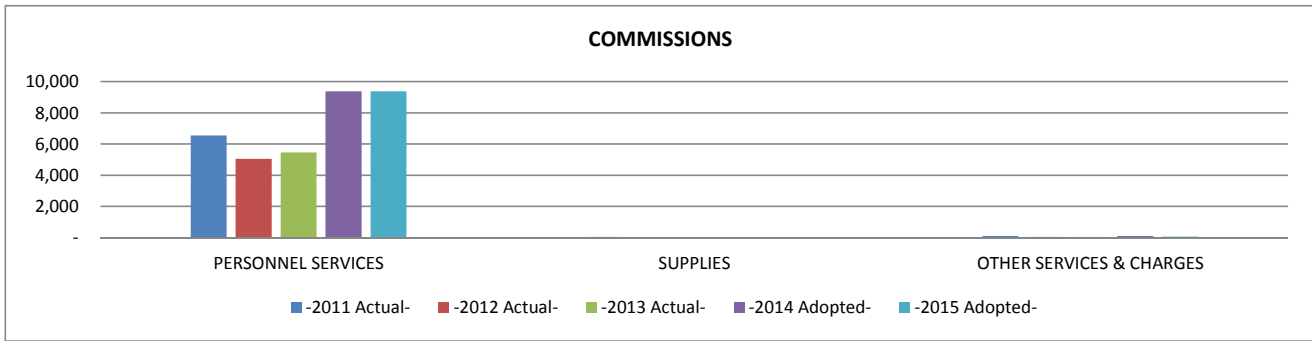 COMMISSIONS
10,000
8,000
6,000
4,000
2,000
-
PERSONNEL SERVICES SUPPLIES OTHER SERVICES & CHARGES
-2011 Actual- -2012 Actual- -2013 Actual- -2014 Adopted- -2015 Adopted-